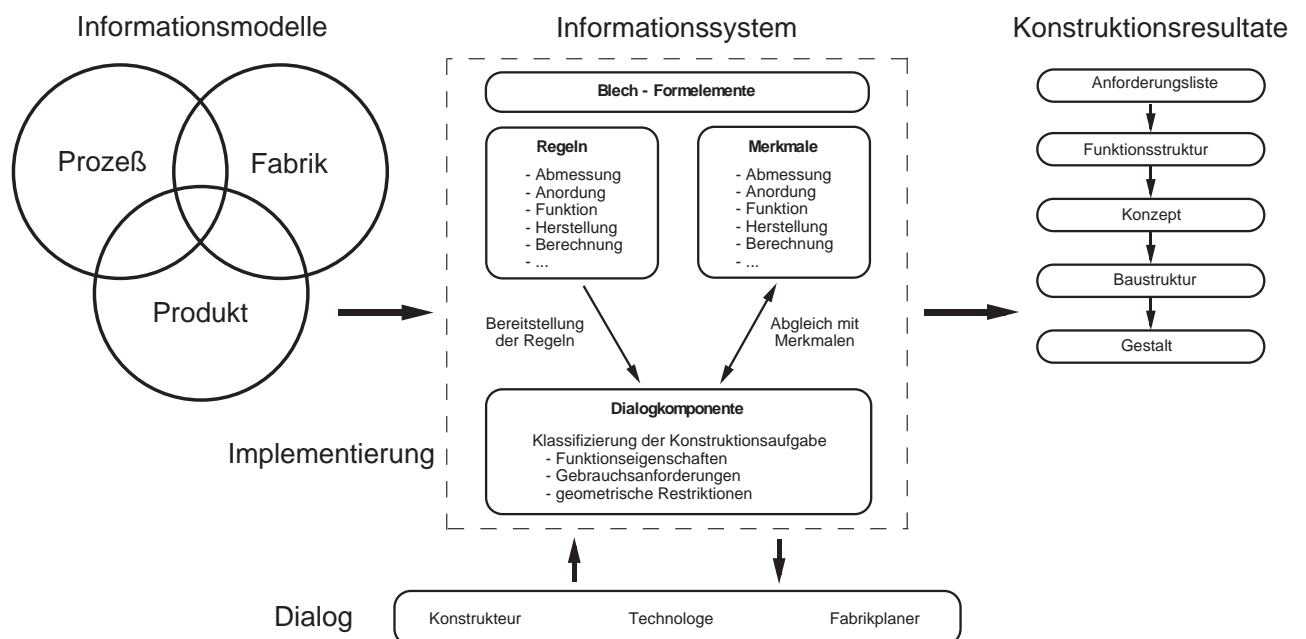 Informationsmodelle
Prozeß
Fabrik
Produkt
Informationssystem
Blech - Formelemente
Regeln
- Abmessung
- Anordung
- Funktion
- Herstellung
- Berechnung
- ...
Merkmale
- Abmessung
- Anordung
- Funktion
- Herstellung
- Berechnung
- ...
Bereitstellung
der Regeln
Abgleich mit
Merkmalen
Dialogkomponente
Klassifizierung der Konstruktionsaufgabe
- Funktionseigenschaften
- Gebrauchsanforderungen
- geometrische Restriktionen
Implementierung
Konstruktionsresultate
Anforderungsliste
Funktionsstruktur
Konzept
Baustruktur
Gestalt
Dialog
Konstrukteur Technologe Fabrikplaner